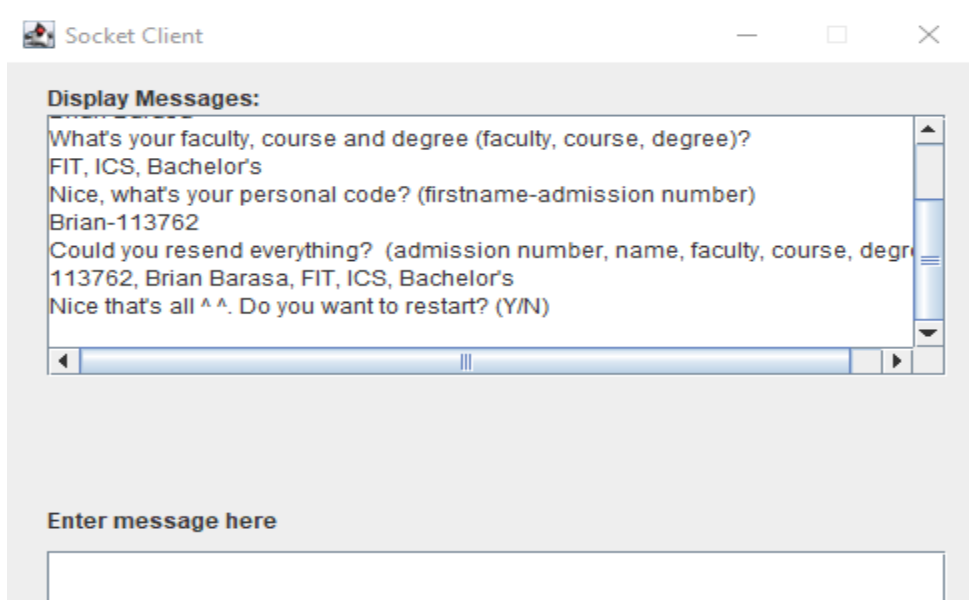 Socket Client
Display Messages:
What's your faculty, course and degree (faculty, course, degree)?
FIT, ICS, Bachelor's
Nice, what's your personal code? (firstname-admission number)
Brian-113762
Could you resend everything?  (admission number, name, faculty, course, degr
113762, Brian Barasa, FIT, ICS, Bachelor's
Nice that's all ^ ^. Do you want to restart? (Y/N)
Enter message here